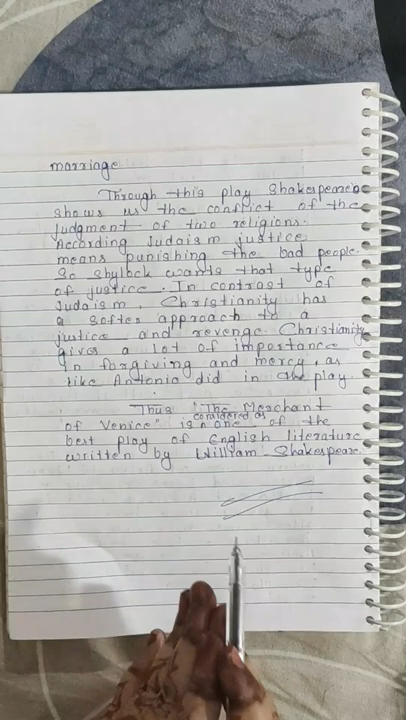 marriage.
Through this play Shakespeare
shows us the conflict of the
judgment of two religions.
According Judaism justice
means punishing the bad people.
So Shylock wants that type
of justice. In contrast of
Judaism, Christianity has
a softer approach to a
justice and revenge. Christianity
gives a lot of importance
in forgiving and mercy, as
like Antonio did in the play.
Thus "The Merchant
of Venice" is considered as one of the
best play of English literature
written by William Shakespeare.